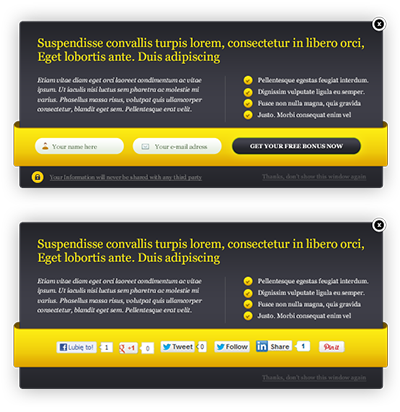 Suspendisse convallis turpis lorem, consectetur in libero orci,
Eget lobortis ante. Duis adipiscing
Etiam vitae diam eget orci laoreet condimentum ac vitae
ipsum. Ut iaculis nisi luctus sem pharetra ac molestie mi
varius. Phasellus massa risus, volutpat quis ullamcorper
consectetur, blandit eget sem. Pellentesque erat velit.
Pellentesque egestas feugiat interdum.
Dignissim vestibulum ligula eu semper.
Fusce non nulla magna, quis gravida
Justo. Morbi consequat enim vel
Your name here
Your e-mail adress
GET YOUR FREE BONUS NOW
Your information will never be shared with any third party
Thanks, don't show this window again
Suspendisse convallis turpis lorem, consectetur in libero orci,
Eget lobortis ante. Duis adipiscing
Etiam vitae diam eget orci laoreet condimentum ac vitae
ipsum. Ut iaculis nisi luctus sem pharetra ac molestie mi
varius. Phasellus massa risus, volutpat quis ullamcorper
consectetur, blandit eget sem. Pellentesque erat velit.
Pellentesque egestas feugiat interdum.
Dignissim vestibulum ligula eu semper.
Fusce non nulla magna, quis gravida
Justo. Morbi consequat enim vel
Lubię to! 1 +1 0 Tweet 0 Follow in Share 1 Pin it
Thanks, don't show this window again